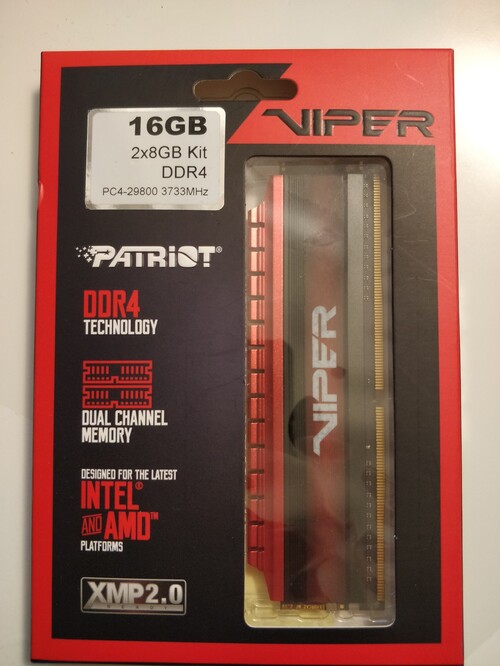 16GB
2x8GB Kit
DDR4
PC4-29800 3733MHz
VIPER
PATRIOT®
DDR4
TECHNOLOGY
DUAL CHANNEL
MEMORY
DESIGNED FOR THE LATEST
INTEL®
AND AMD™
PLATFORMS
XMP2.0
VIPER